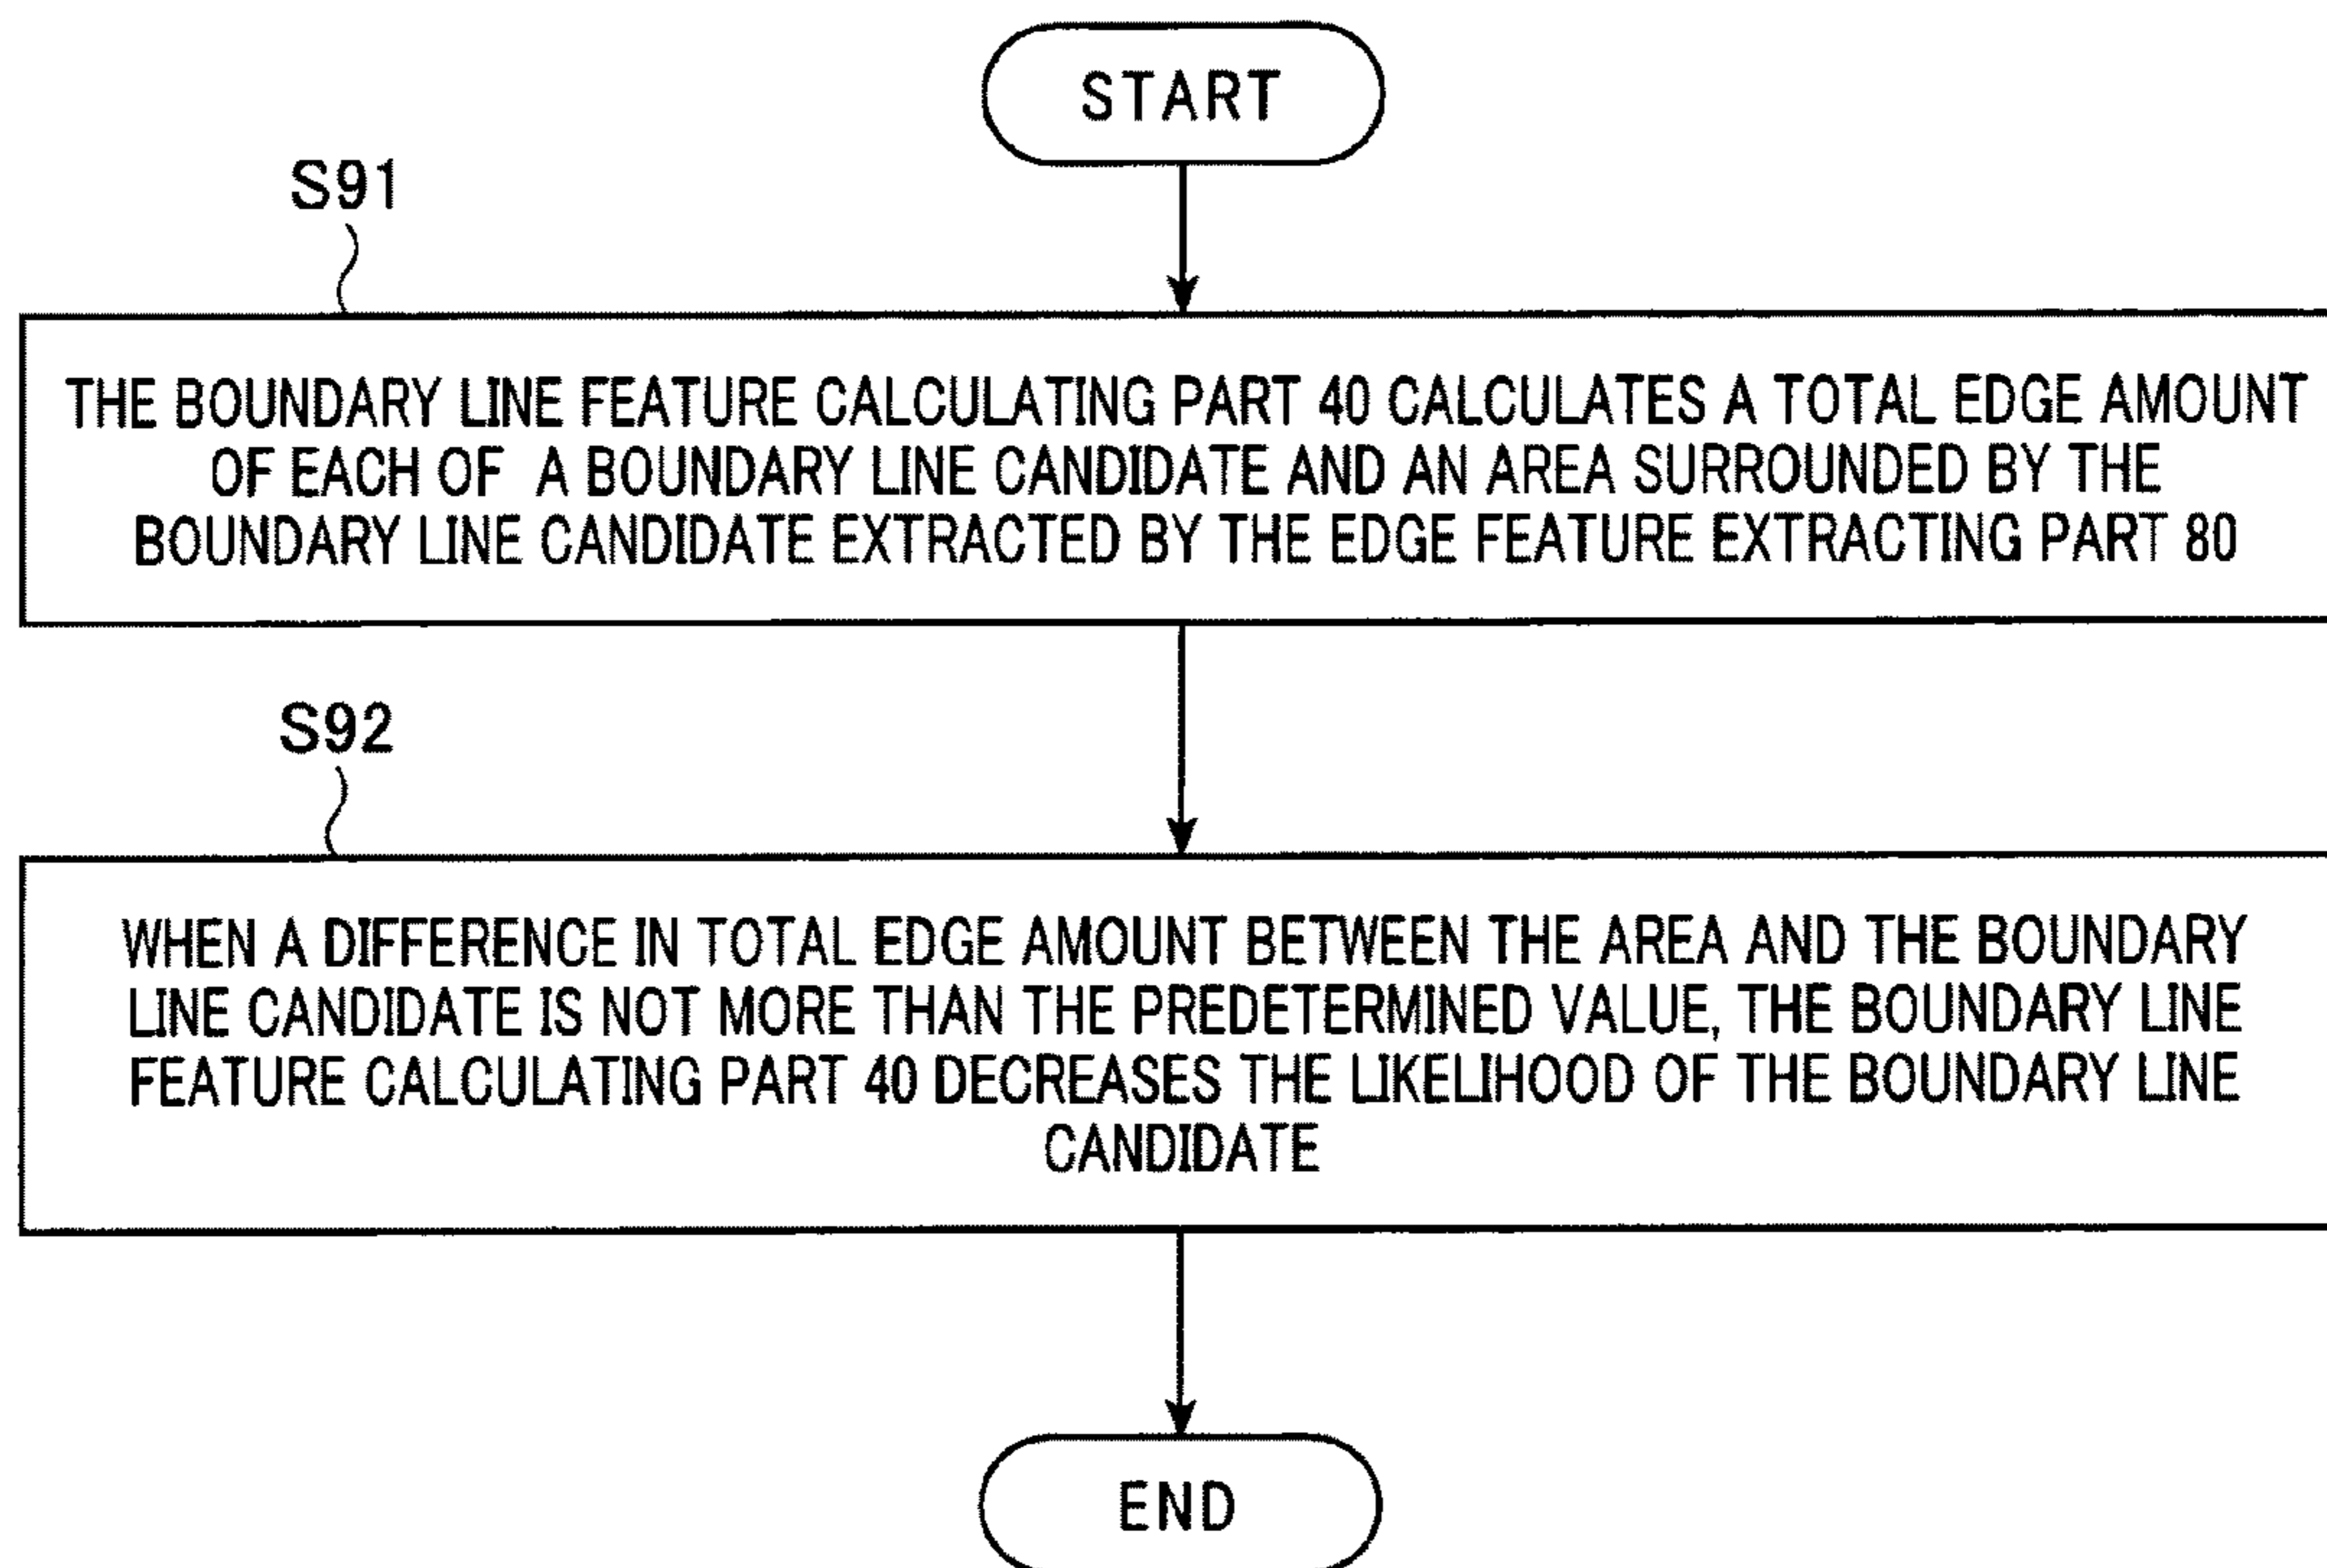 START
S91
THE BOUNDARY LINE FEATURE CALCULATING PART 40 CALCULATES A TOTAL EDGE AMOUNT
OF EACH OF A BOUNDARY LINE CANDIDATE AND AN AREA SURROUNDED BY THE
BOUNDARY LINE CANDIDATE EXTRACTED BY THE EDGE FEATURE EXTRACTING PART 80
S92
WHEN A DIFFERENCE IN TOTAL EDGE AMOUNT BETWEEN THE AREA AND THE BOUNDARY
LINE CANDIDATE IS NOT MORE THAN THE PREDETERMINED VALUE, THE BOUNDARY LINE
FEATURE CALCULATING PART 40 DECREASES THE LIKELIHOOD OF THE BOUNDARY LINE
CANDIDATE
END